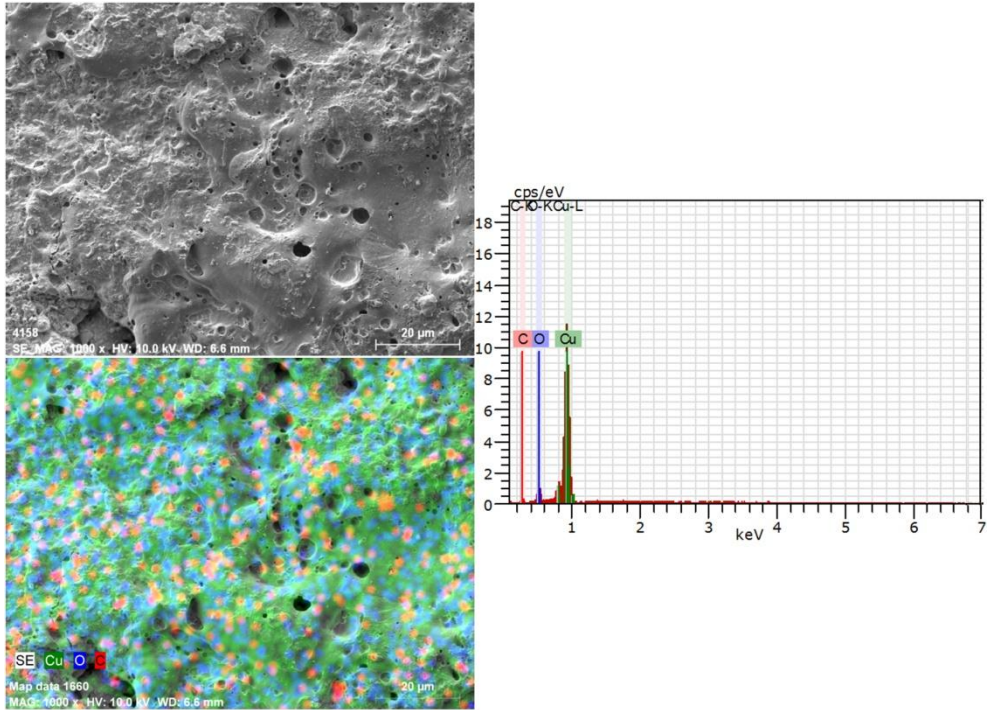 4158
20 µm
SE MAG: 1000 x HV: 10.0 kV WD: 6.6 mm
SE Cu O C
Map data 1660
20 µm
MAG: 1000 x HV: 10.0 kV WD: 6.6 mm
cps/eV
C-K O-K Cu-L
18
16
14
12
C O Cu
10
8
6
4
2
0
1 2 3 4 5 6 7
keV